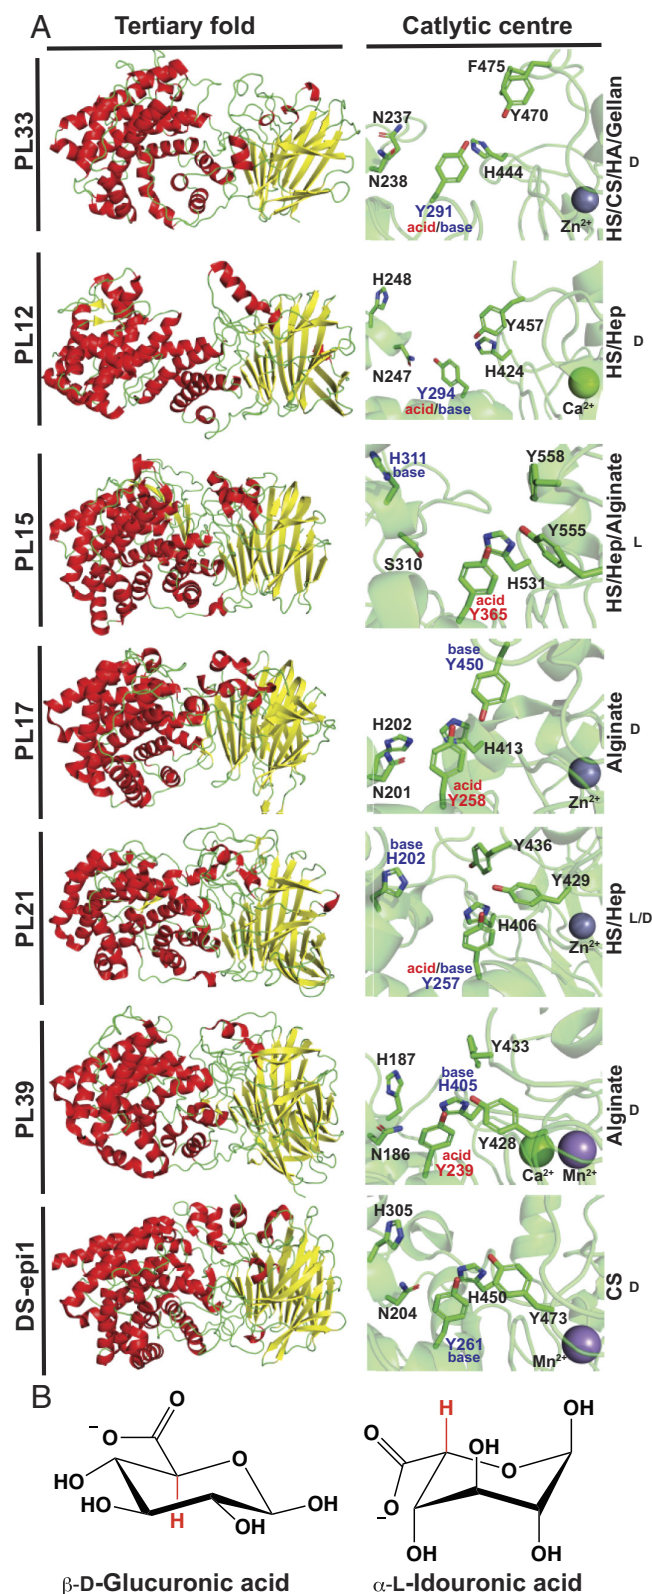 A
Tertiary fold
Catlytic centre
PL33
F475
Y470
N237
N238
H444
Y291
acid/base
Zn²⁺
HS/CS/HA/Gellan
D
PL12
H248
Y457
N247
H424
Y294
acid/base
Ca²⁺
HS/Hep
D
PL15
H311
base
Y558
Y555
S310
H531
acid
Y365
HS/Hep/Alginate
L
PL17
base
Y450
H202
H413
N201
acid
Y258
Zn²⁺
Alginate
D
PL21
base
H202
Y436
Y429
H406
acid/base
Y257
Zn²⁺
HS/Hep
L/D
PL39
Y433
H187
base
H405
N186
Y428
acid
Y239
Ca²⁺
Mn²⁺
Alginate
D
DS-epi1
H305
N204
H450
Y473
Y261
base
Mn²⁺
CS
D
B
O
⁻O
O
HO
HO
H
OH
OH
β-D-Glucuronic acid
H
OH
O
OH
O
O⁻
OH
OH
α-L-Idouronic acid